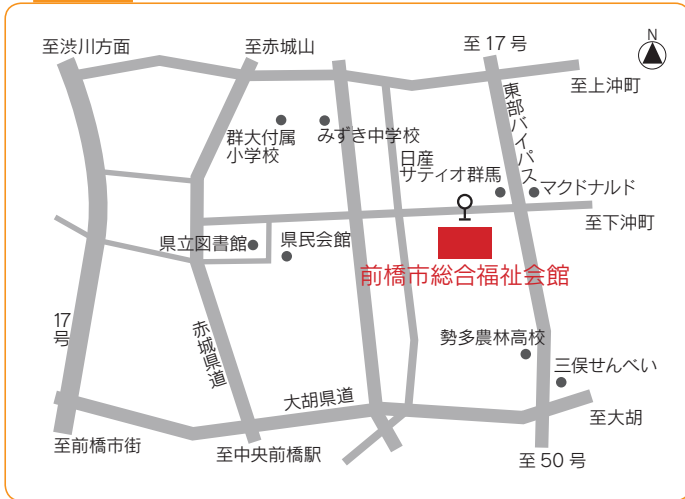 至渋川方面
至赤城山
至 17 号
N
至上沖町
東部バイパス
群大付属
小学校
みずき中学校
日産
サティオ群馬
マクドナルド
至下沖町
県立図書館
県民会館
前橋市総合福祉会館
17
号
赤城県道
勢多農林高校
三俣せんべい
大胡県道
至大胡
至前橋市街
至中央前橋駅
至 50 号